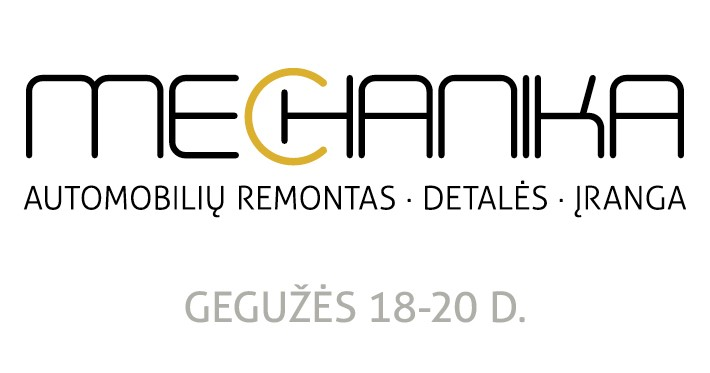 MECHANIKA
AUTOMOBILIŲ REMONTAS · DETALĖS · ĮRANGA
GEGUŽĖS 18-20 D.